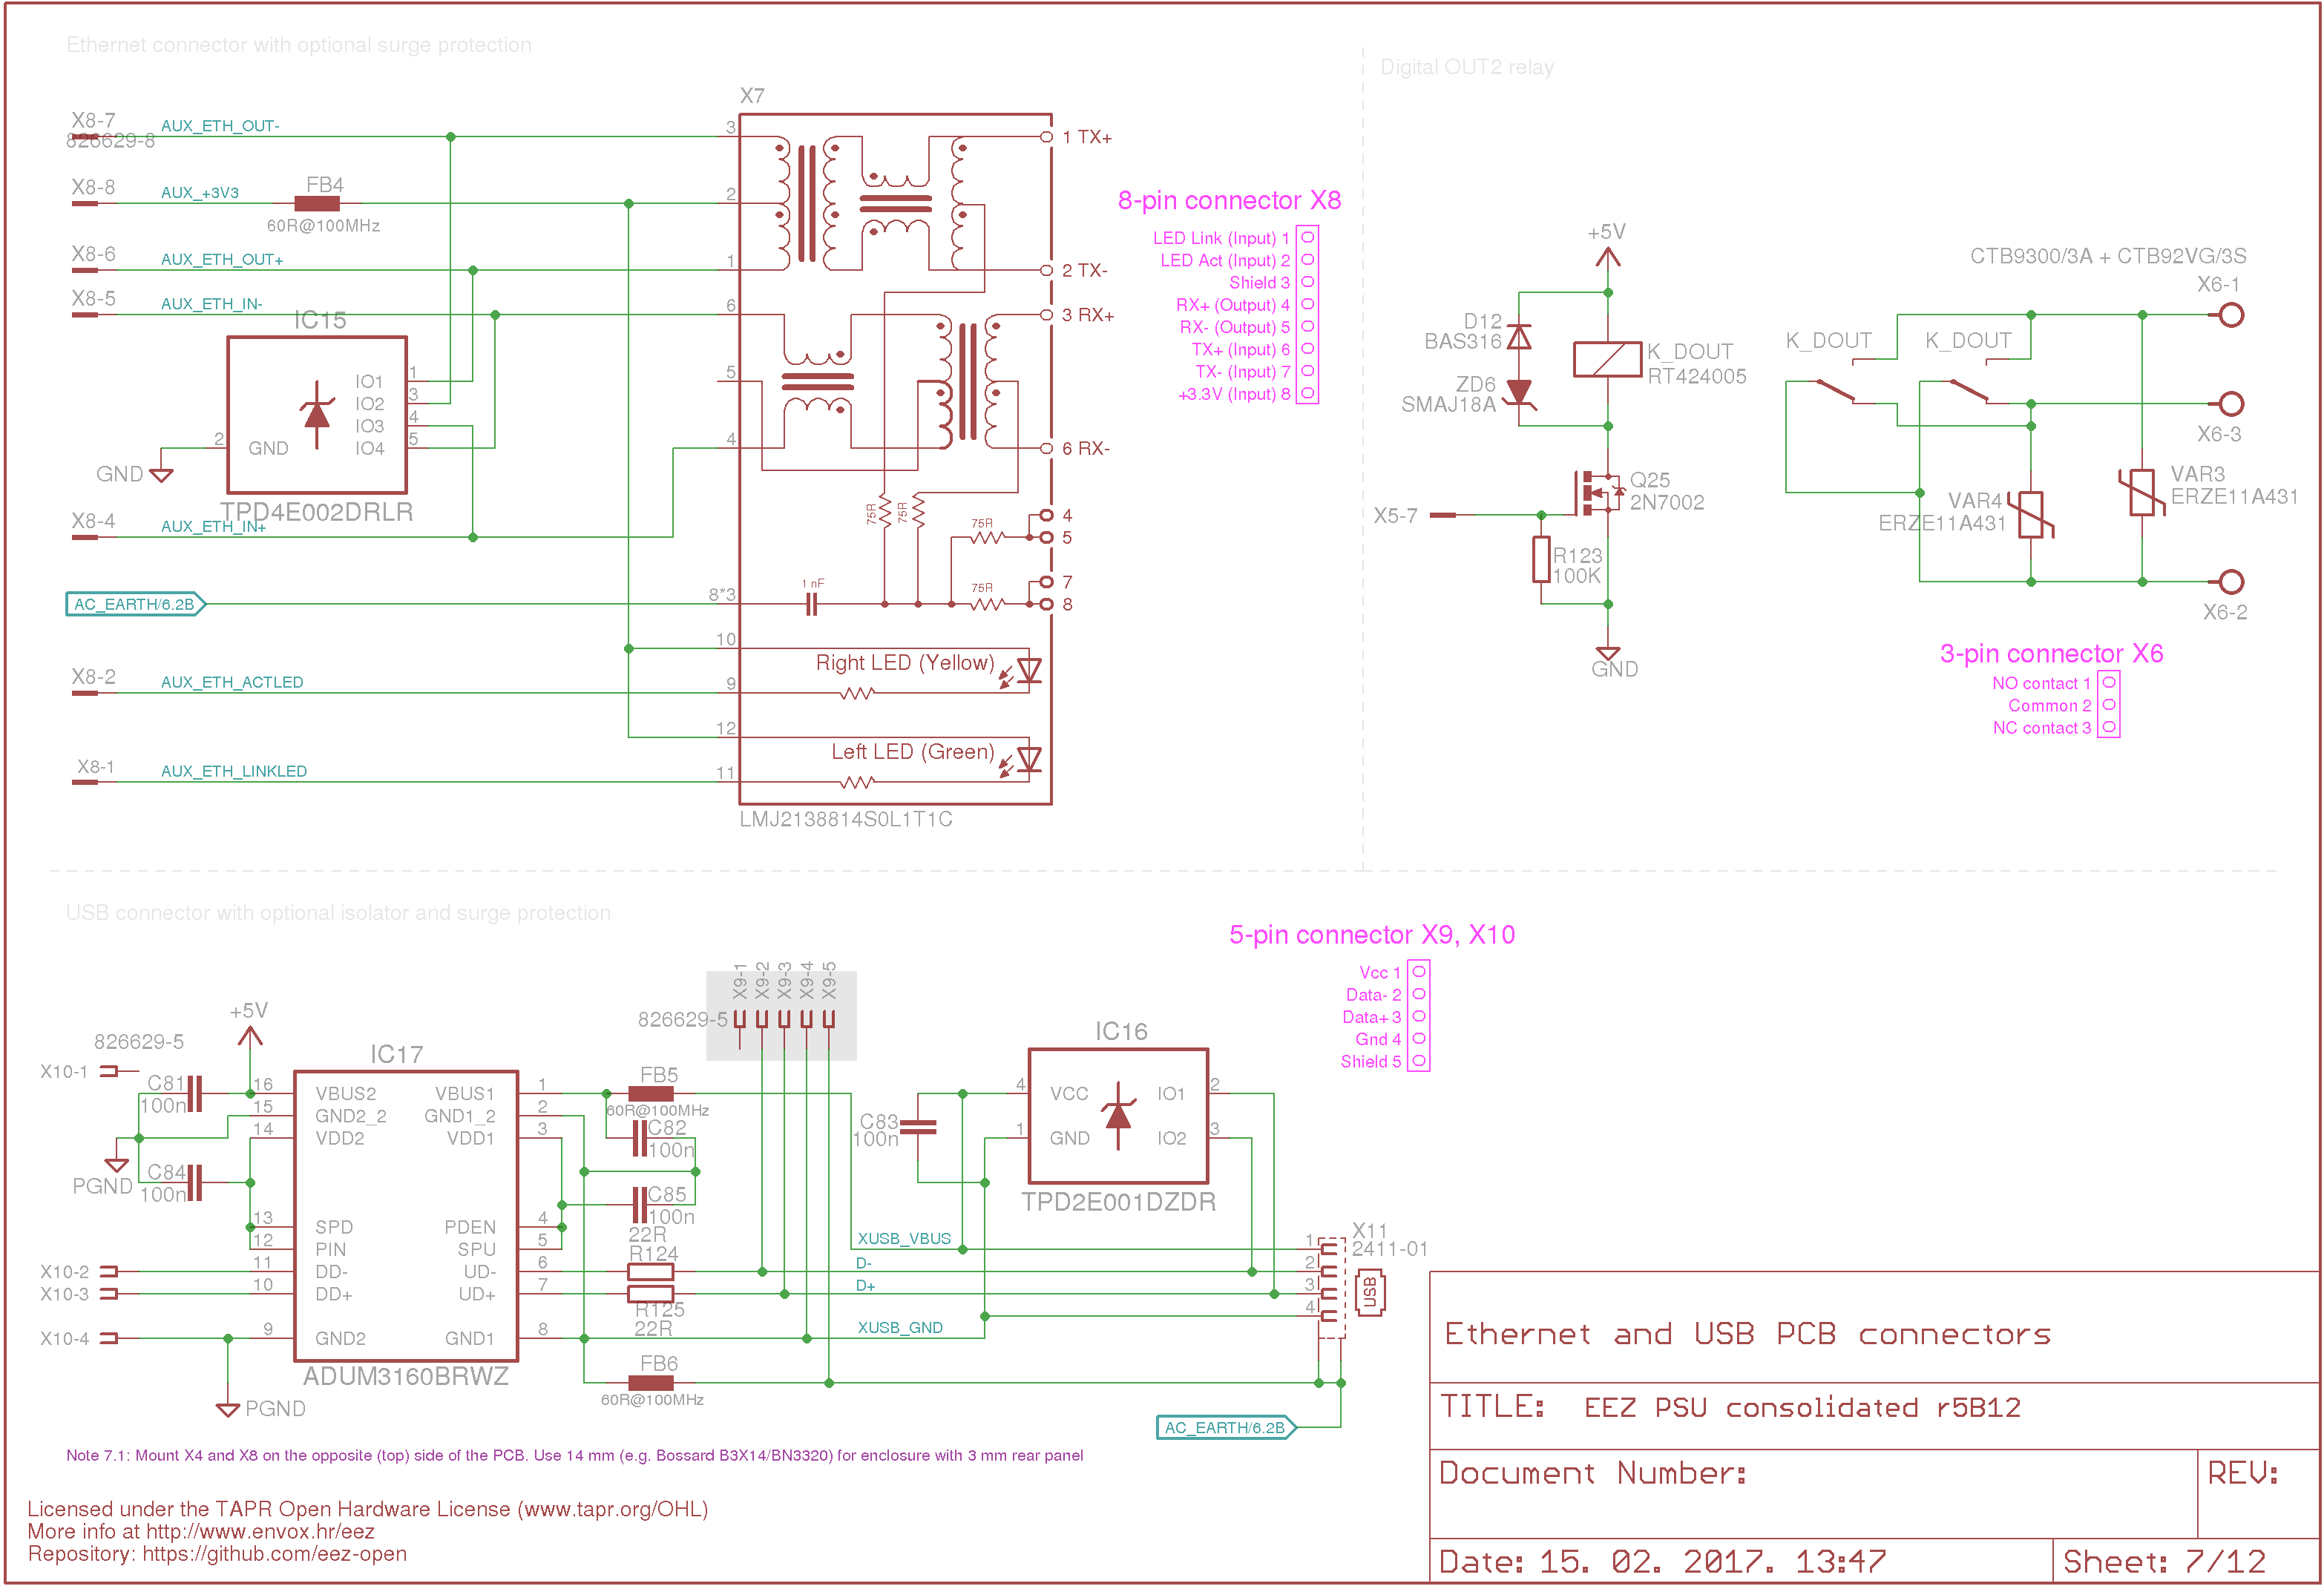 Ethernet connector with optional surge protection
X8-7
826629-8
AUX_ETH_OUT-
X8-8
AUX_+3V3
FB4
60R@100MHz
X8-6
AUX_ETH_OUT+
X8-5
AUX_ETH_IN-
IC15
IO1
IO2
IO3
IO4
GND
1
3
4
5
2
GND
TPD4E002DRLR
X8-4
AUX_ETH_IN+
AC_EARTH/6.2B
X8-2
AUX_ETH_ACTLED
X8-1
AUX_ETH_LINKLED
X7
3
2
1
6
5
4
8*3
10
9
12
11
1 TX+
2 TX-
3 RX+
6 RX-
75R
75R
75R
4
5
1 nF
75R
7
8
Right LED (Yellow)
Left LED (Green)
LMJ2138814S0L1T1C
8-pin connector X8
LED Link (Input) 1
LED Act (Input) 2
Shield 3
RX+ (Output) 4
RX- (Output) 5
TX+ (Input) 6
TX- (Input) 7
+3.3V (Input) 8
Digital OUT2 relay
+5V
D12
BAS316
ZD6
SMAJ18A
K_DOUT
RT424005
Q25
2N7002
X5-7
R123
100K
GND
CTB9300/3A + CTB92VG/3S
X6-1
K_DOUT
K_DOUT
X6-3
VAR3
ERZE11A431
VAR4
ERZE11A431
X6-2
3-pin connector X6
NO contact 1
Common 2
NC contact 3
USB connector with optional isolator and surge protection
+5V
826629-5
X10-1
C81
100n
PGND
C84
100n
X10-2
X10-3
X10-4
PGND
IC17
16
15
14
13
12
11
10
9
VBUS2
GND2_2
VDD2
SPD
PIN
DD-
DD+
GND2
VBUS1
GND1_2
VDD1
PDEN
SPU
UD-
UD+
GND1
1
2
3
4
5
6
7
8
ADUM3160BRWZ
FB5
60R@100MHz
C82
100n
C85
100n
22R
R124
R125
22R
FB6
60R@100MHz
X9-1
X9-2
X9-3
X9-4
X9-5
826629-5
C83
100n
XUSB_VBUS
D-
D+
XUSB_GND
IC16
4
1
VCC
GND
IO1
IO2
2
3
TPD2E001DZDR
5-pin connector X9, X10
Vcc 1
Data- 2
Data+ 3
Gnd 4
Shield 5
X11
2411-01
1
2
3
4
USB
AC_EARTH/6.2B
Note 7.1: Mount X4 and X8 on the opposite (top) side of the PCB. Use 14 mm (e.g. Bossard B3X14/BN3320) for enclosure with 3 mm rear panel
Licensed under the TAPR Open Hardware License (www.tapr.org/OHL)
More info at http://www.envox.hr/eez
Repository: https://github.com/eez-open
Ethernet and USB PCB connectors
TITLE: EEZ PSU consolidated r5B12
Document Number:
REV:
Date: 15. 02. 2017. 13:47
Sheet: 7/12